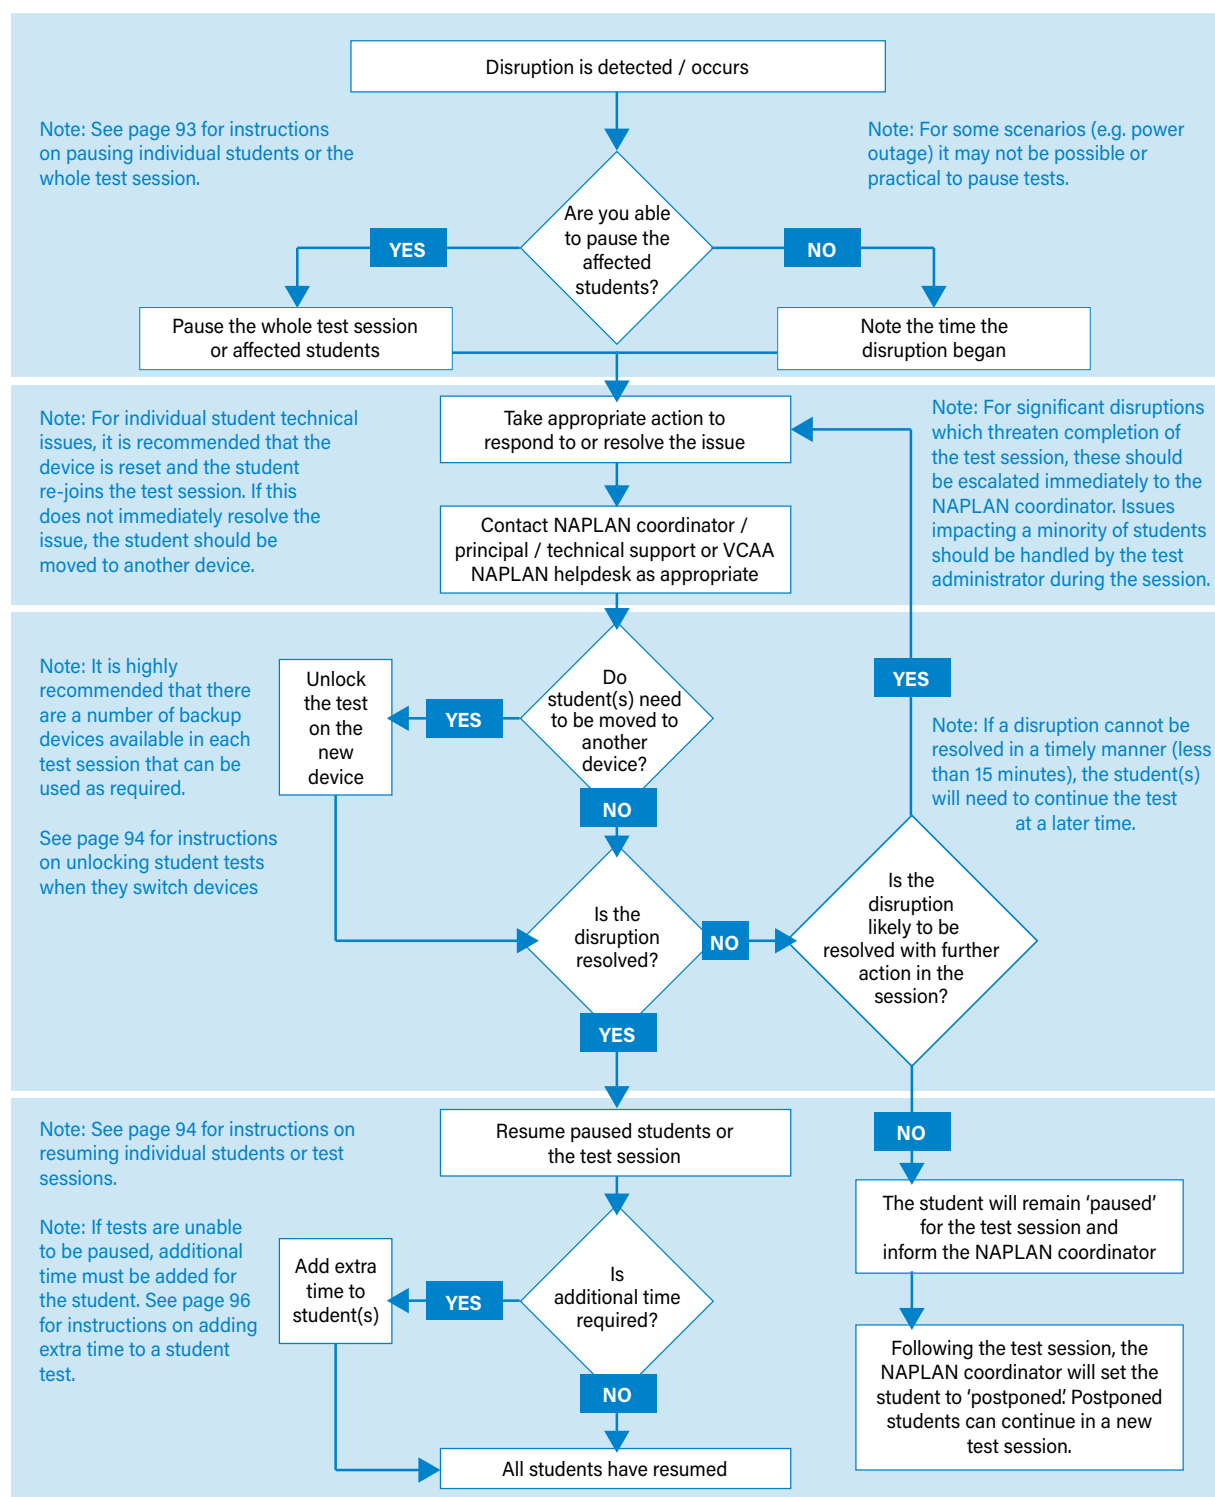 Disruption is detected / occurs
Note: See page 93 for instructions
on pausing individual students or the
whole test session.
Note: For some scenarios (e.g. power
outage) it may not be possible or
practical to pause tests.
Are you able
to pause the
affected
students?
YES
NO
Pause the whole test session
or affected students
Note the time the
disruption began
Note: For individual student technical
issues, it is recommended that the
device is reset and the student
re-joins the test session. If this
does not immediately resolve the
issue, the student should be
moved to another device.
Take appropriate action to
respond to or resolve the issue
Note: For significant disruptions
which threaten completion of
the test session, these should
be escalated immediately to the
NAPLAN coordinator. Issues
impacting a minority of students
should be handled by the test
administrator during the session.
Contact NAPLAN coordinator /
principal / technical support or VCAA
NAPLAN helpdesk as appropriate
Note: It is highly
recommended that there
are a number of backup
devices available in each
test session that can be
used as required.
See page 94 for instructions
on unlocking student tests
when they switch devices
Unlock
the test
on the
new
device
YES
Do
student(s) need
to be moved to
another
device?
NO
YES
Note: If a disruption cannot be
resolved in a timely manner (less
than 15 minutes), the student(s)
will need to continue the test
at a later time.
Is the
disruption
resolved?
NO
Is the
disruption
likely to be
resolved with further
action in the
session?
YES
Note: See page 94 for instructions on
resuming individual students or test
sessions.
Resume paused students or
the test session
NO
The student will remain ‘paused’
for the test session and
inform the NAPLAN coordinator
Note: If tests are unable
to be paused, additional
time must be added for
the student. See page 96
for instructions on adding
extra time to a student
test.
Add extra
time to
student(s)
YES
Is
additional time
required?
NO
Following the test session, the
NAPLAN coordinator will set the
student to ‘postponed’. Postponed
students can continue in a new
test session.
All students have resumed